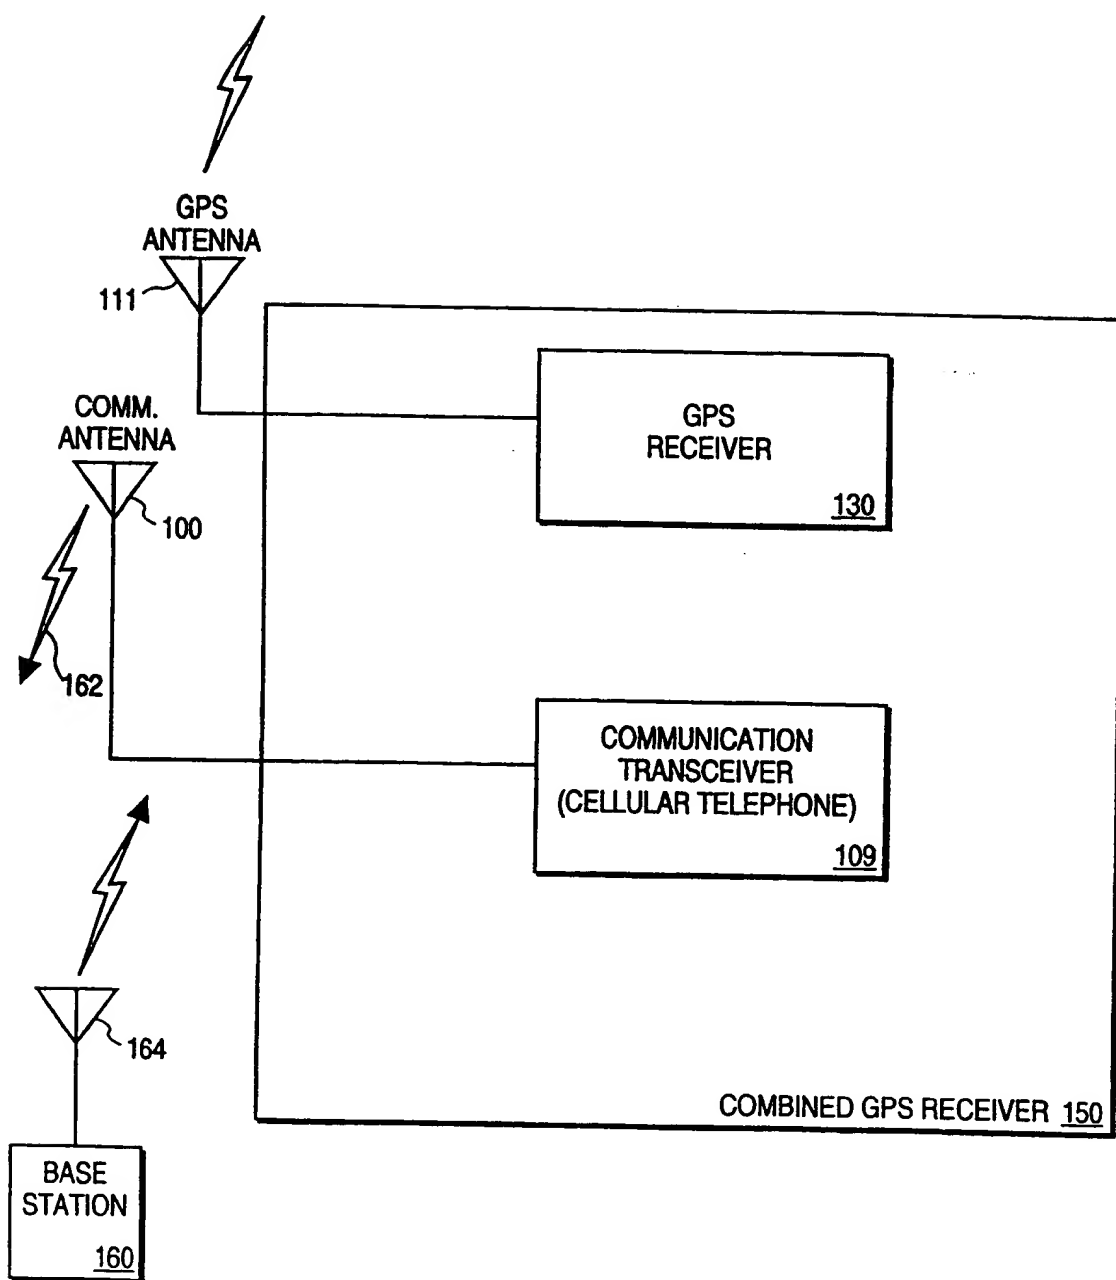 GPS
ANTENNA
111
COMM.
ANTENNA
100
162
GPS
RECEIVER
130
COMMUNICATION
TRANSCEIVER
(CELLULAR TELEPHONE)
109
164
COMBINED GPS RECEIVER 150
BASE
STATION
160